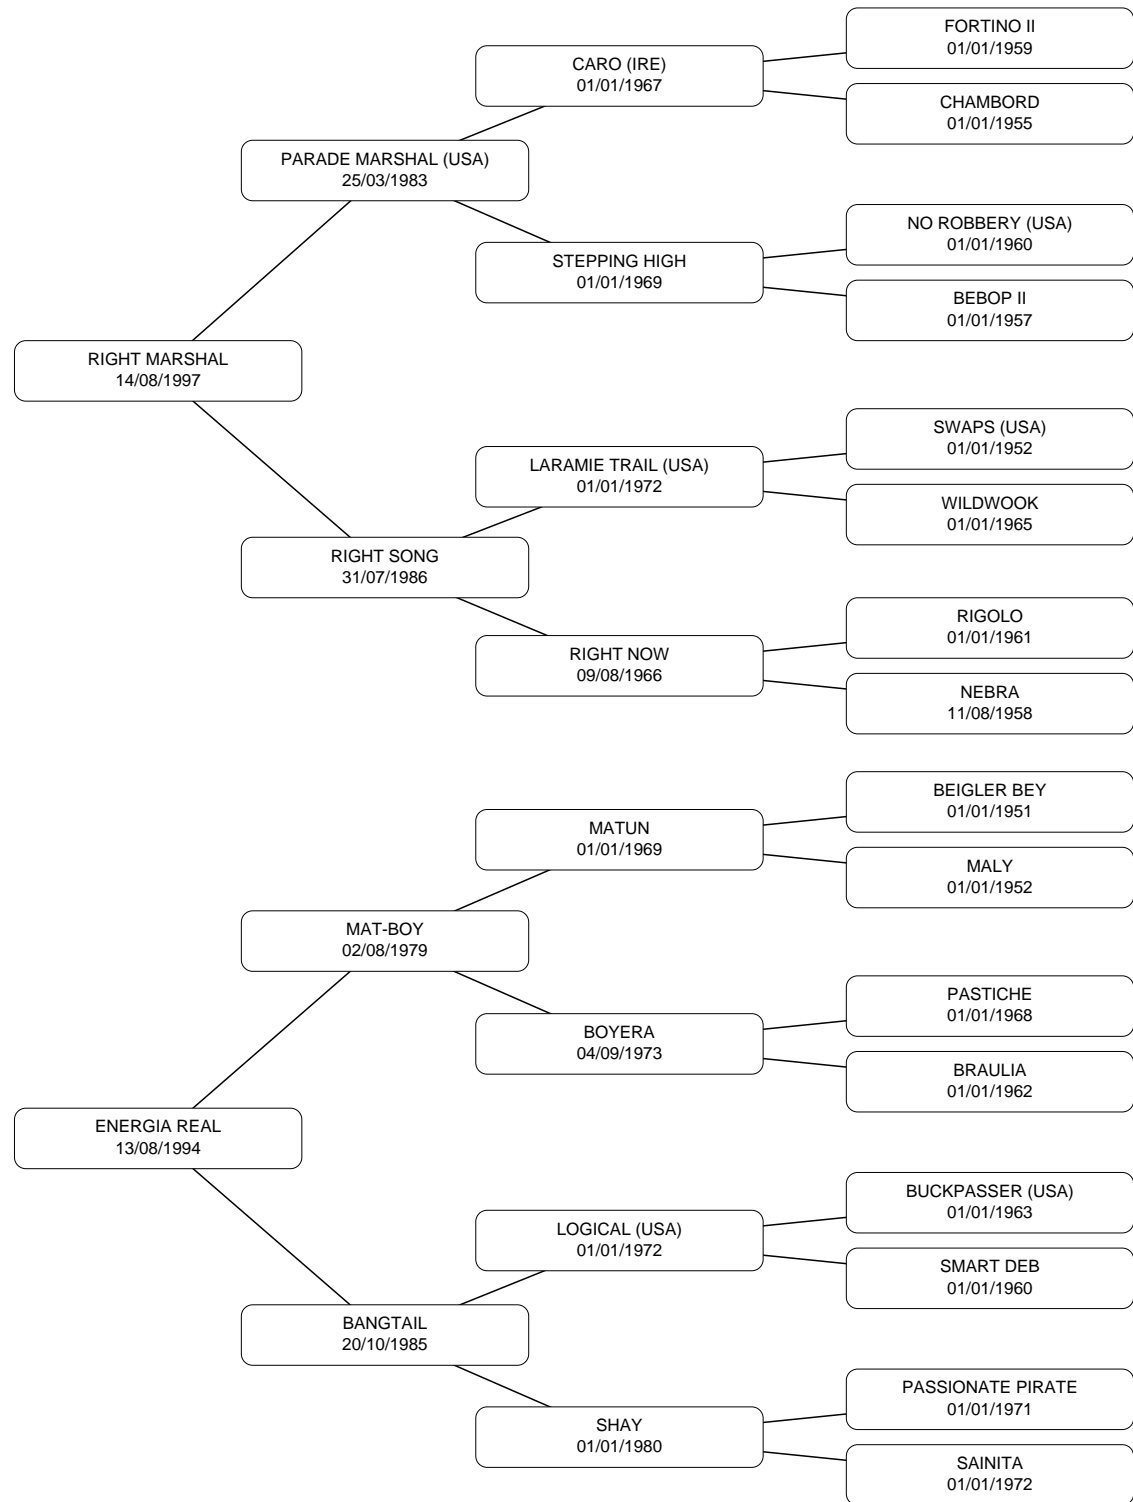 FORTINO II
01/01/1959
CARO (IRE)
01/01/1967
CHAMBORD
01/01/1955
PARADE MARSHAL (USA)
25/03/1983
NO ROBBERY (USA)
01/01/1960
STEPPING HIGH
01/01/1969
BEBOP II
01/01/1957
RIGHT MARSHAL
14/08/1997
SWAPS (USA)
01/01/1952
LARAMIE TRAIL (USA)
01/01/1972
WILDWOOK
01/01/1965
RIGHT SONG
31/07/1986
RIGOLO
01/01/1961
RIGHT NOW
09/08/1966
NEBRA
11/08/1958
BEIGLER BEY
01/01/1951
MATUN
01/01/1969
MALY
01/01/1952
MAT-BOY
02/08/1979
PASTICHE
01/01/1968
BOYERA
04/09/1973
BRAULIA
01/01/1962
ENERGIA REAL
13/08/1994
BUCKPASSER (USA)
01/01/1963
LOGICAL (USA)
01/01/1972
SMART DEB
01/01/1960
BANGTAIL
20/10/1985
PASSIONATE PIRATE
01/01/1971
SHAY
01/01/1980
SAINITA
01/01/1972